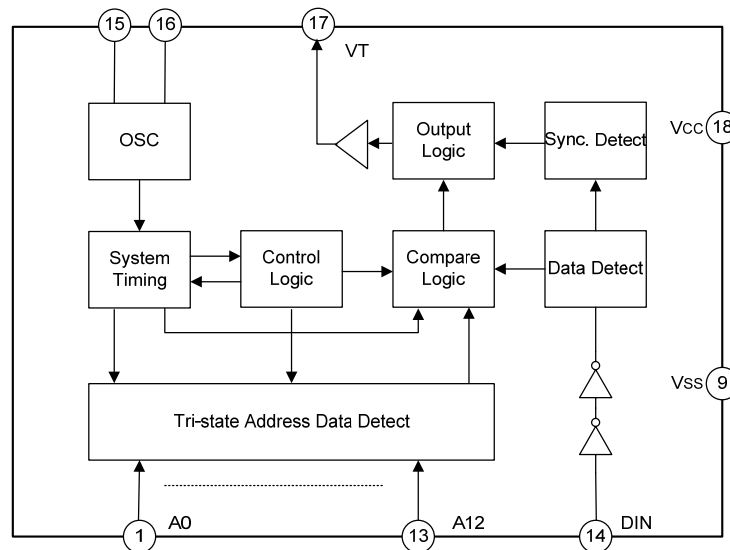 15
16
17
VT
OSC
Output
Logic
Sync. Detect
VCC
18
System
Timing
Control
Logic
Compare
Logic
Data Detect
VSS
9
Tri-state Address Data Detect
1
A0
13
A12
14
DIN